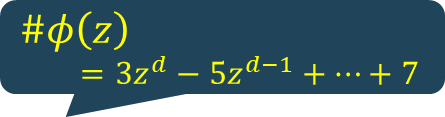 #ϕ(z)
= 3z^d − 5z^{d−1} + ⋯ + 7